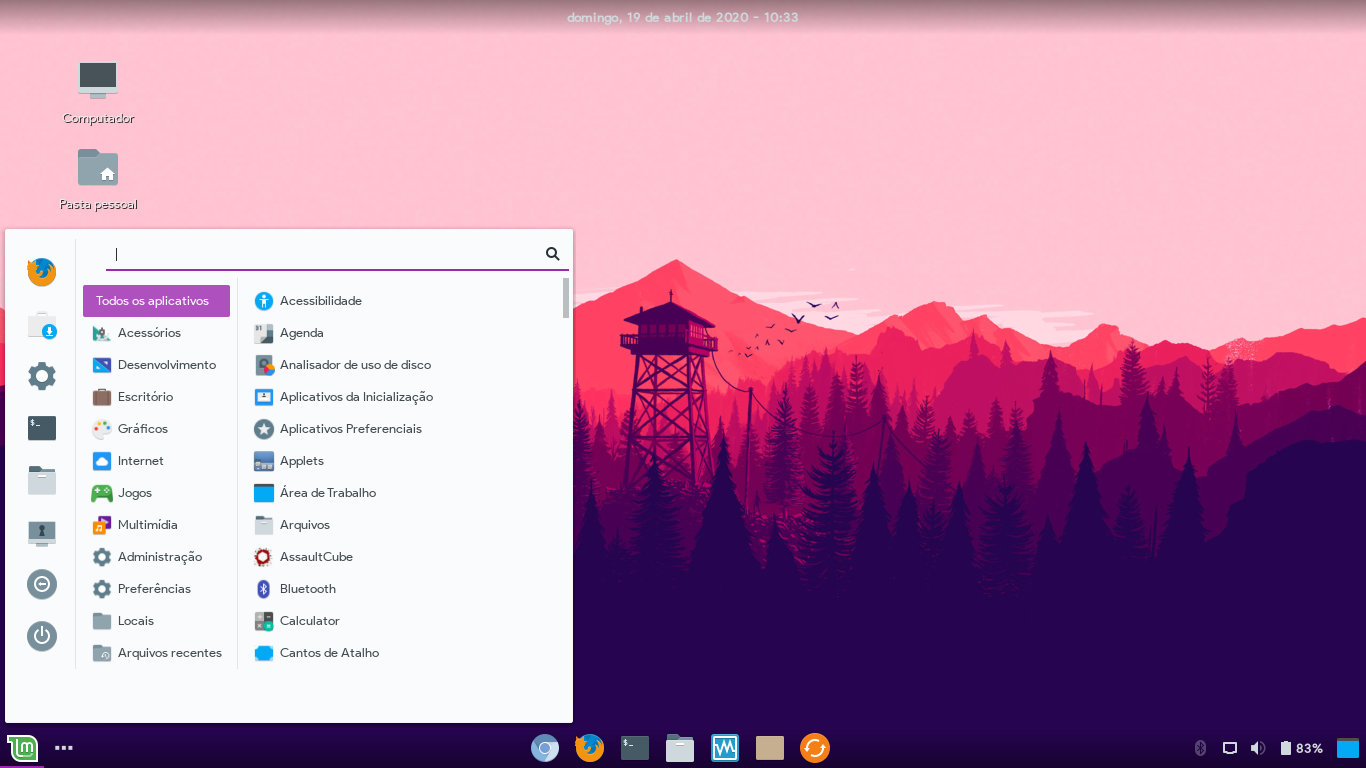 domingo, 19 de abril de 2020 - 10:33
Computador
Pasta pessoal
Todos os aplicativos
Acessórios
Desenvolvimento
Escritório
Gráficos
Internet
Jogos
Multimídia
Administração
Preferências
Locais
Arquivos recentes
Acessibilidade
Agenda
Analisador de uso de disco
Aplicativos da Inicialização
Aplicativos Preferenciais
Applets
Área de Trabalho
Arquivos
AssaultCube
Bluetooth
Calculator
Cantos de Atalho
83%